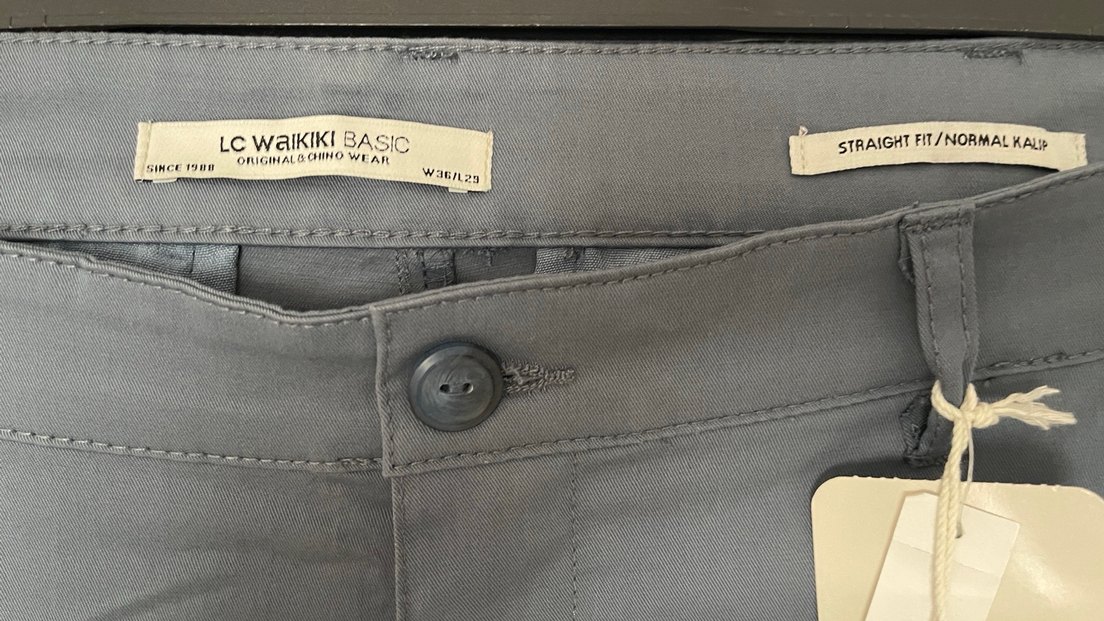 LC WAIKIKI BASIC
ORIGINAL & CHINO WEAR
SINCE 1988
W36/L29
STRAIGHT FIT/NORMAL KALIP